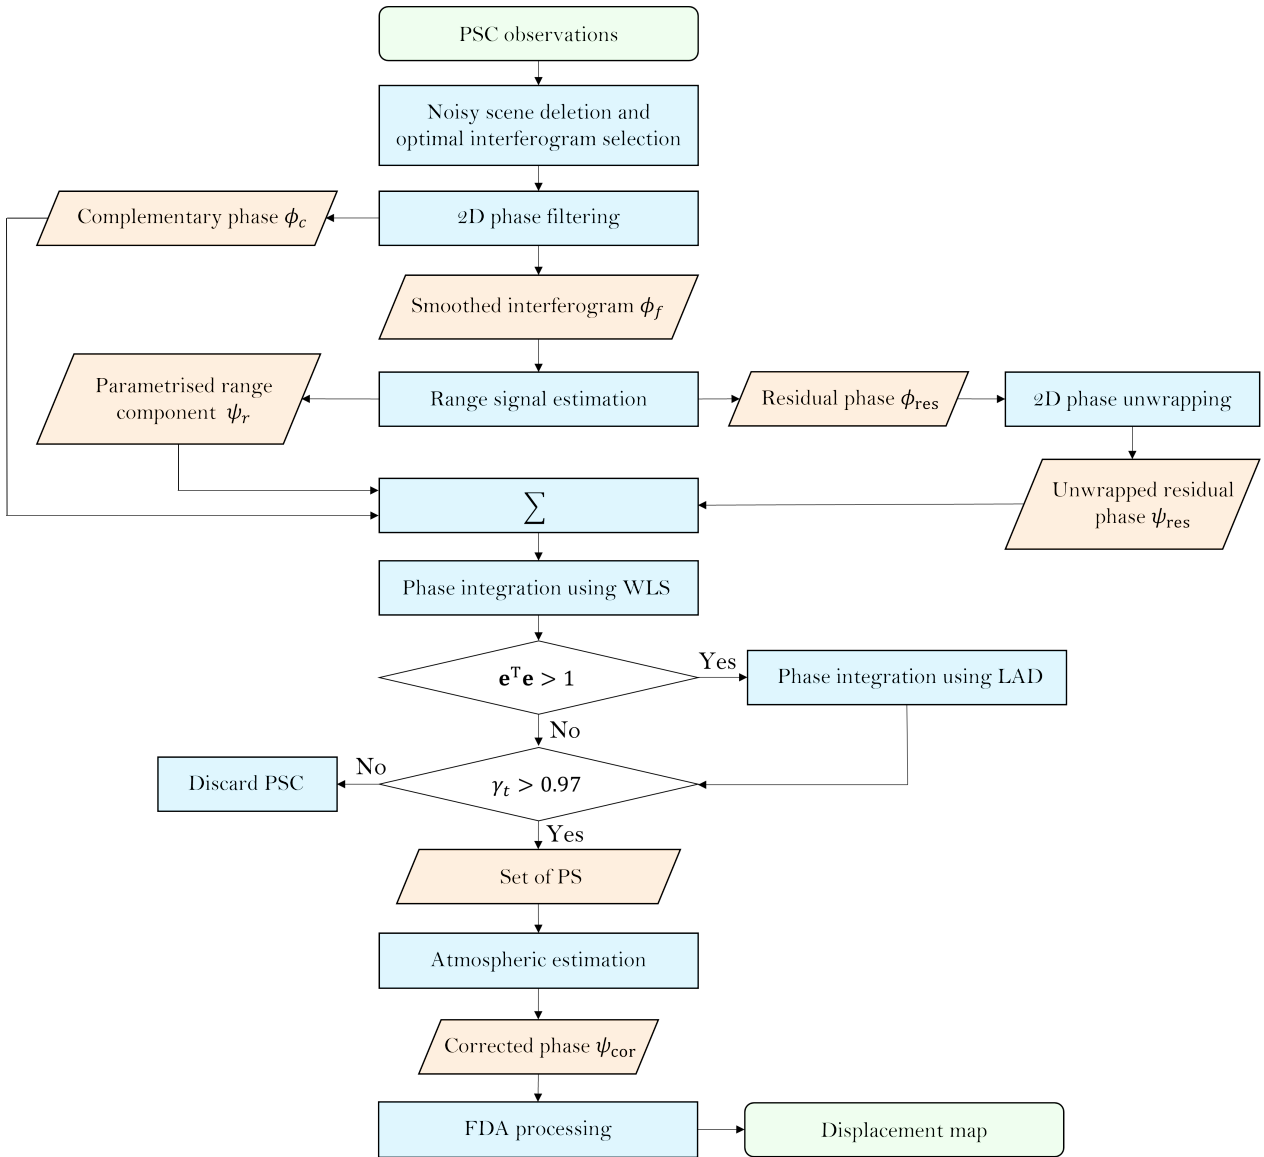 PSC observations
Noisy scene deletion and
optimal interferogram selection
Complementary phase ϕc
2D phase filtering
Smoothed interferogram ϕf
Parametrised range
component ψr
Range signal estimation
Residual phase ϕres
2D phase unwrapping
Unwrapped residual
phase ψres
∑
Phase integration using WLS
eᵀe > 1
Yes
Phase integration using LAD
No
Discard PSC
No
γt > 0.97
Yes
Set of PS
Atmospheric estimation
Corrected phase ψcor
FDA processing
Displacement map